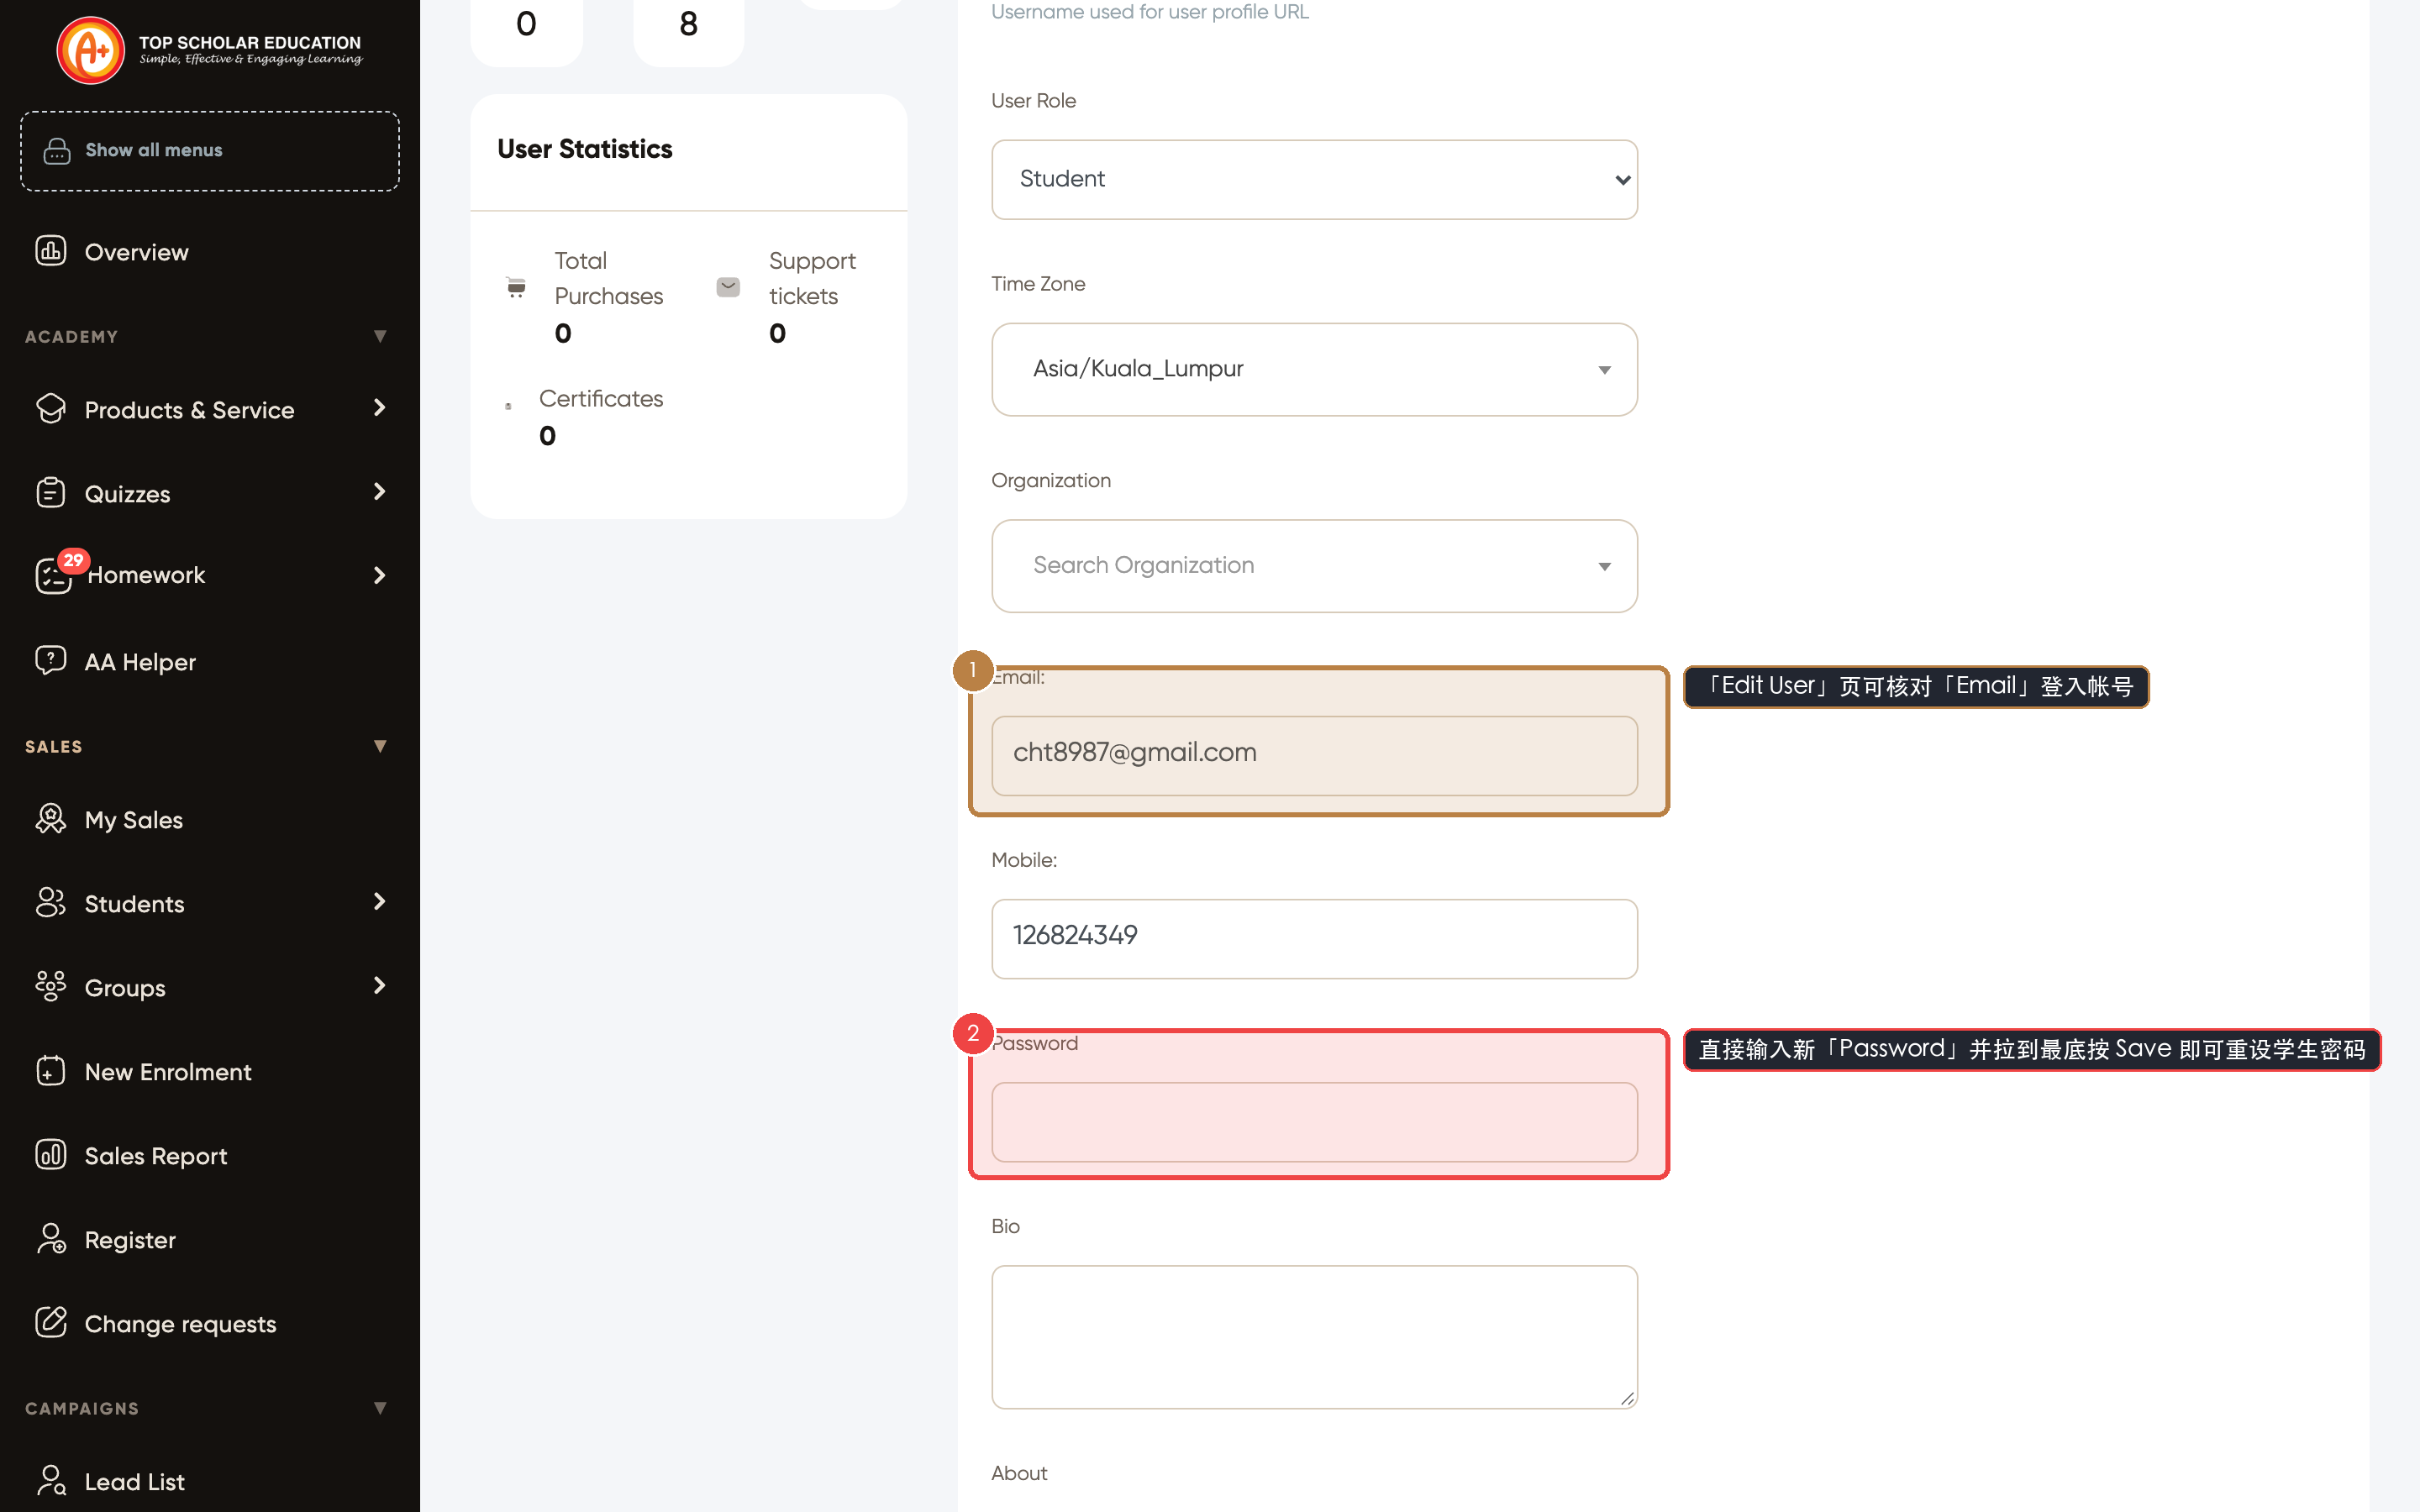 TOP SCHOLAR EDUCATION
Simple, Effective & Engaging Learning
Show all menus
Overview
ACADEMY
Products & Service
Quizzes
29
Homework
AA Helper
SALES
My Sales
Students
Groups
New Enrolment
Sales Report
Register
Change requests
CAMPAIGNS
Lead List
0
8
User Statistics
Total
Purchases
0
Support
tickets
0
Certificates
0
Username used for user profile URL
User Role
Student
Time Zone
Asia/Kuala_Lumpur
Organization
Search Organization
1
Email:
「Edit User」页可核对「Email」登入帐号
cht8987@gmail.com
Mobile:
126824349
2
Password
直接输入新「Password」并拉到最底按 Save 即可重设学生密码
Bio
About